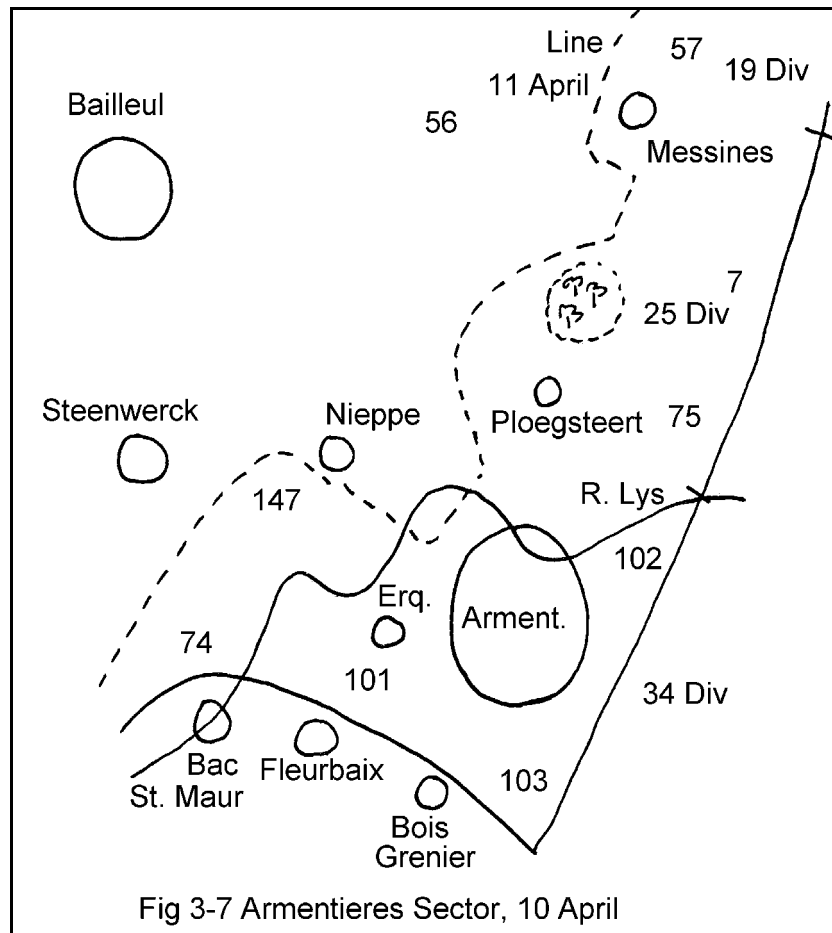 Line
57
19 Div
11 April
Bailleul
56
Messines
7
25 Div
Steenwerck
Nieppe
Ploegsteert
75
147
R. Lys
102
Erq.
Arment.
74
101
34 Div
Bac
St. Maur
Fleurbaix
103
Bois
Grenier
Fig 3-7 Armentieres Sector, 10 April